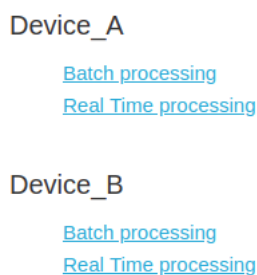 Device_A
Batch processing
Real Time processing
Device_B
Batch processing
Real Time processing